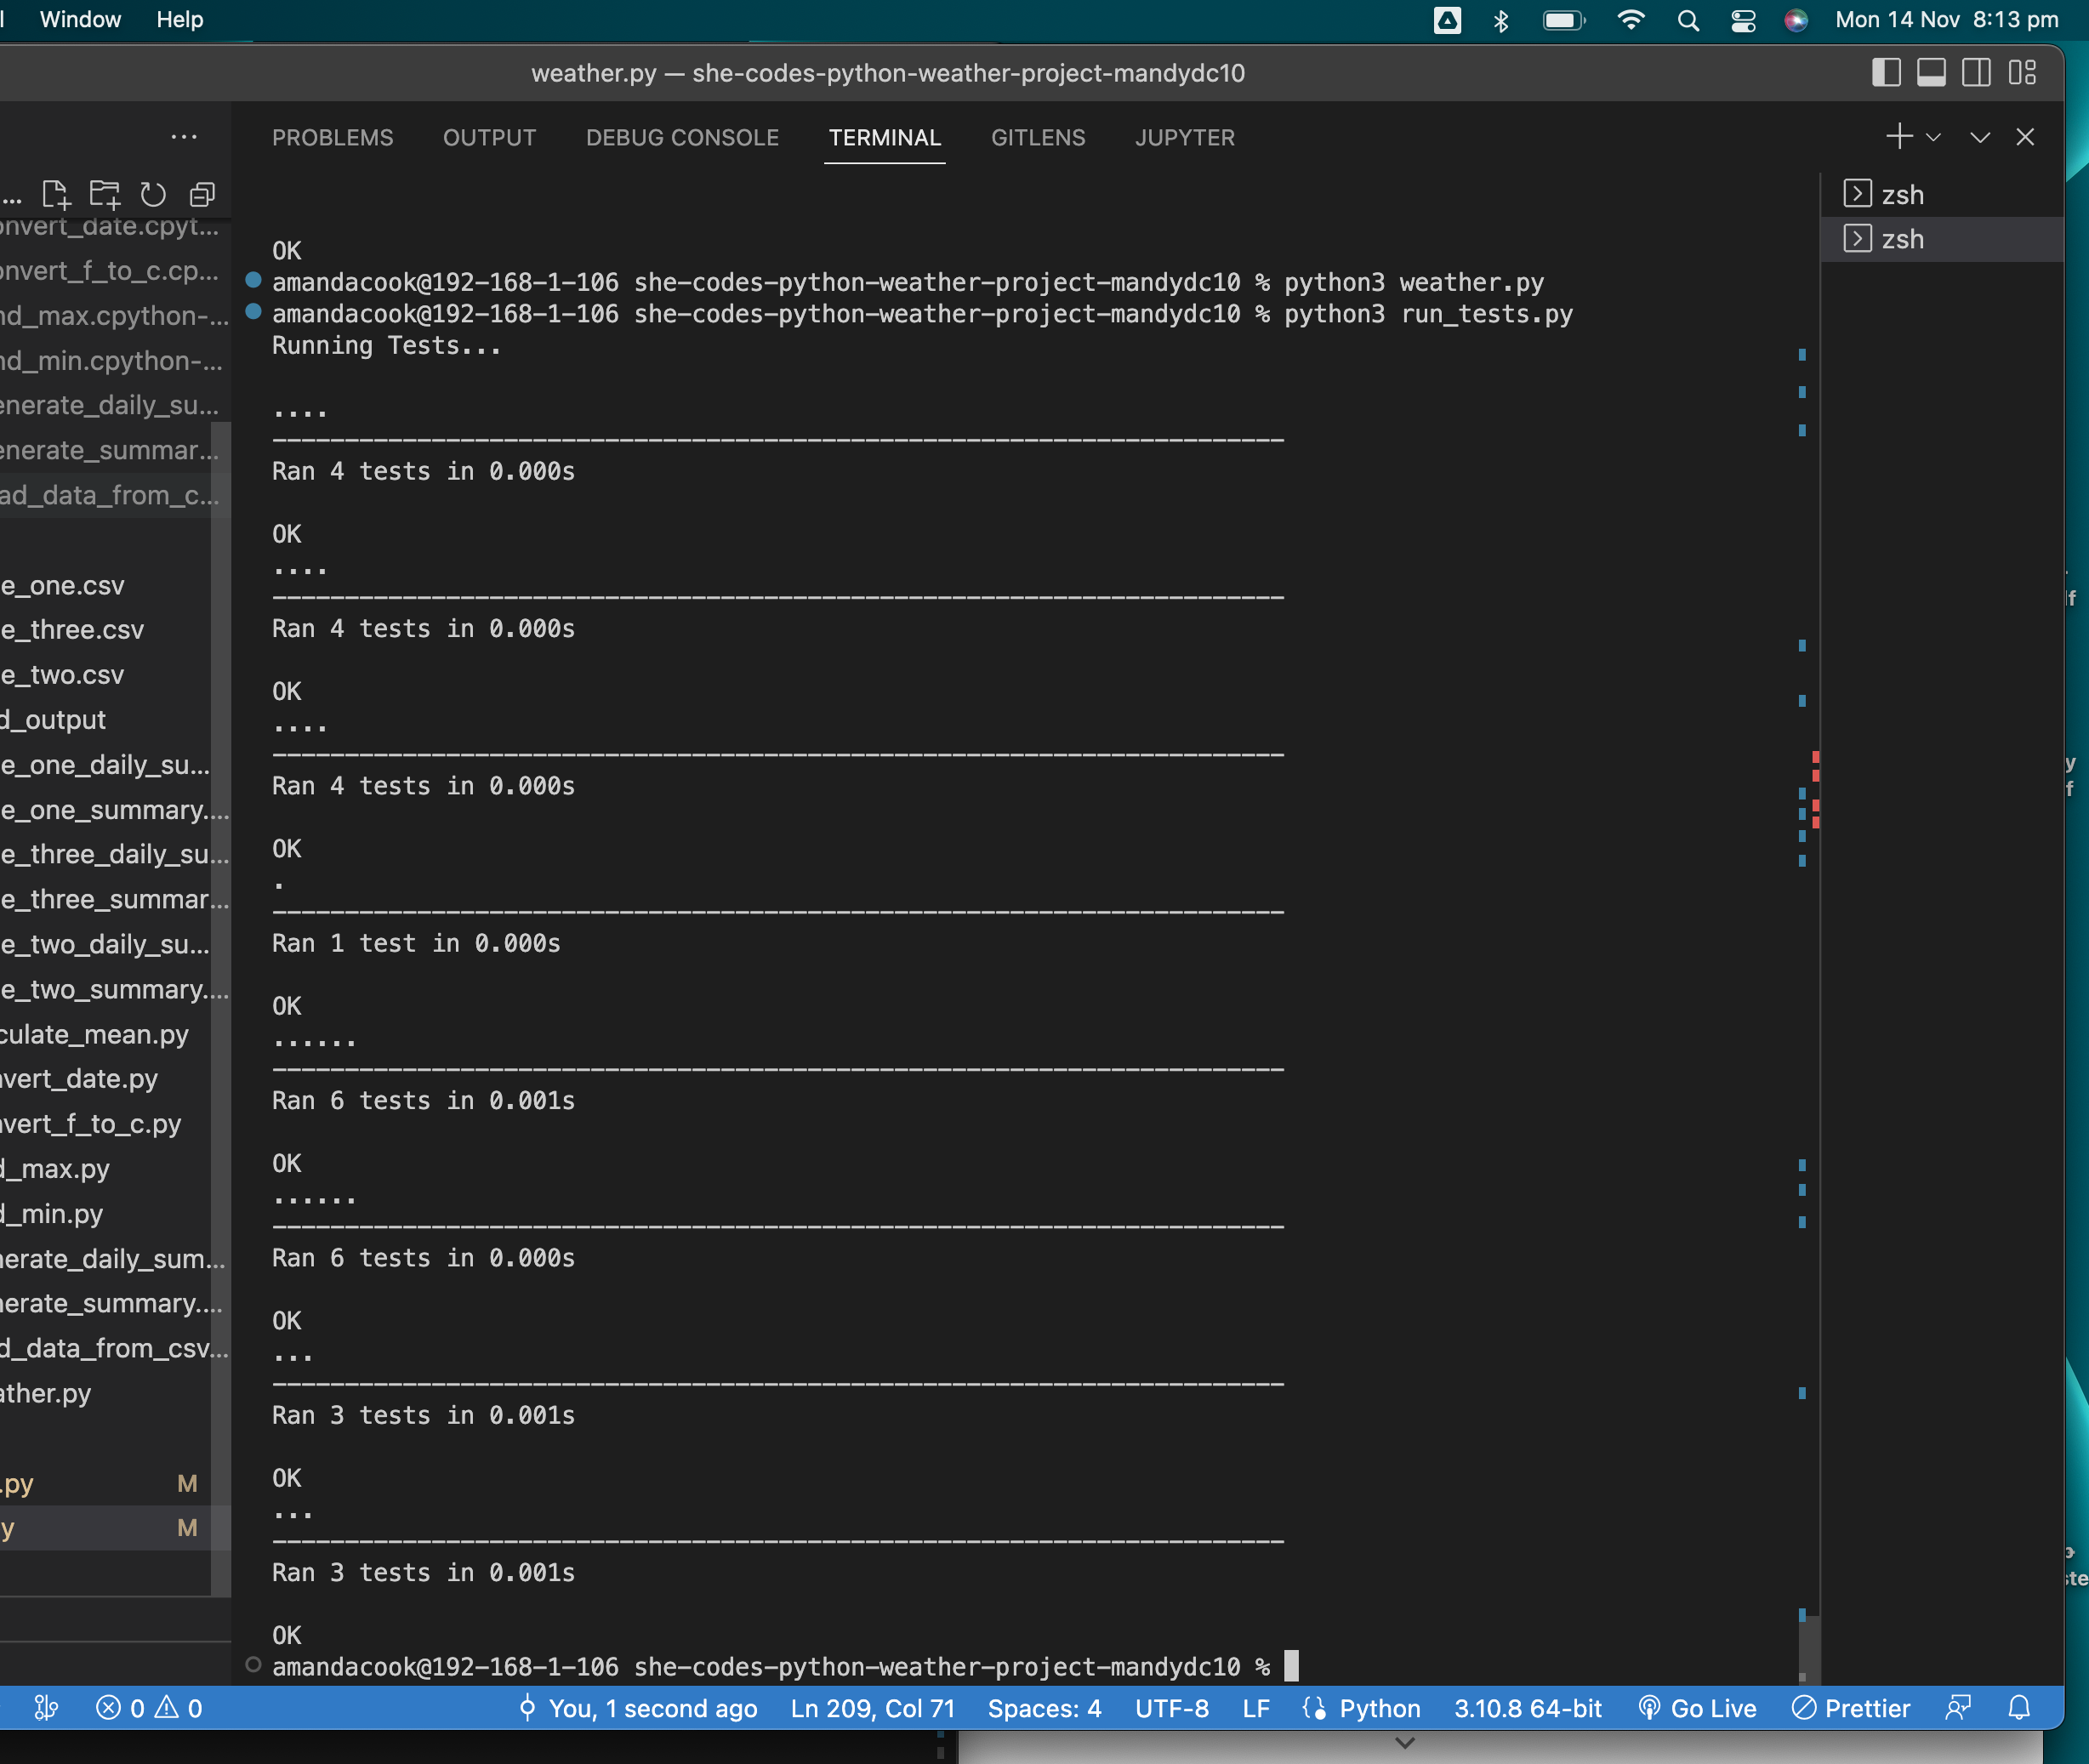 Window Help
Mon 14 Nov 8:13 pm
weather.py — she-codes-python-weather-project-mandydc10
PROBLEMS OUTPUT DEBUG CONSOLE TERMINAL GITLENS JUPYTER
zsh
zsh
onvert_date.cpyt...
onvert_f_to_c.cp...
nd_max.cpython-...
nd_min.cpython-...
enerate_daily_su...
enerate_summar...
ad_data_from_c...
e_one.csv
e_three.csv
e_two.csv
d_output
e_one_daily_su...
e_one_summary....
e_three_daily_su...
e_three_summar...
e_two_daily_su...
e_two_summary....
culate_mean.py
nvert_date.py
nvert_f_to_c.py
d_max.py
d_min.py
nerate_daily_sum...
nerate_summary....
d_data_from_csv...
ather.py
.py M
y M
OK
amandacook@192-168-1-106 she-codes-python-weather-project-mandydc10 % python3 weather.py
amandacook@192-168-1-106 she-codes-python-weather-project-mandydc10 % python3 run_tests.py
Running Tests...
....
----------------------------------------------------------------------
Ran 4 tests in 0.000s
OK
....
----------------------------------------------------------------------
Ran 4 tests in 0.000s
OK
....
----------------------------------------------------------------------
Ran 4 tests in 0.000s
OK
.
----------------------------------------------------------------------
Ran 1 test in 0.000s
OK
......
----------------------------------------------------------------------
Ran 6 tests in 0.001s
OK
......
----------------------------------------------------------------------
Ran 6 tests in 0.000s
OK
...
----------------------------------------------------------------------
Ran 3 tests in 0.001s
OK
...
----------------------------------------------------------------------
Ran 3 tests in 0.001s
OK
amandacook@192-168-1-106 she-codes-python-weather-project-mandydc10 %
0 0 You, 1 second ago Ln 209, Col 71 Spaces: 4 UTF-8 LF Python 3.10.8 64-bit Go Live Prettier